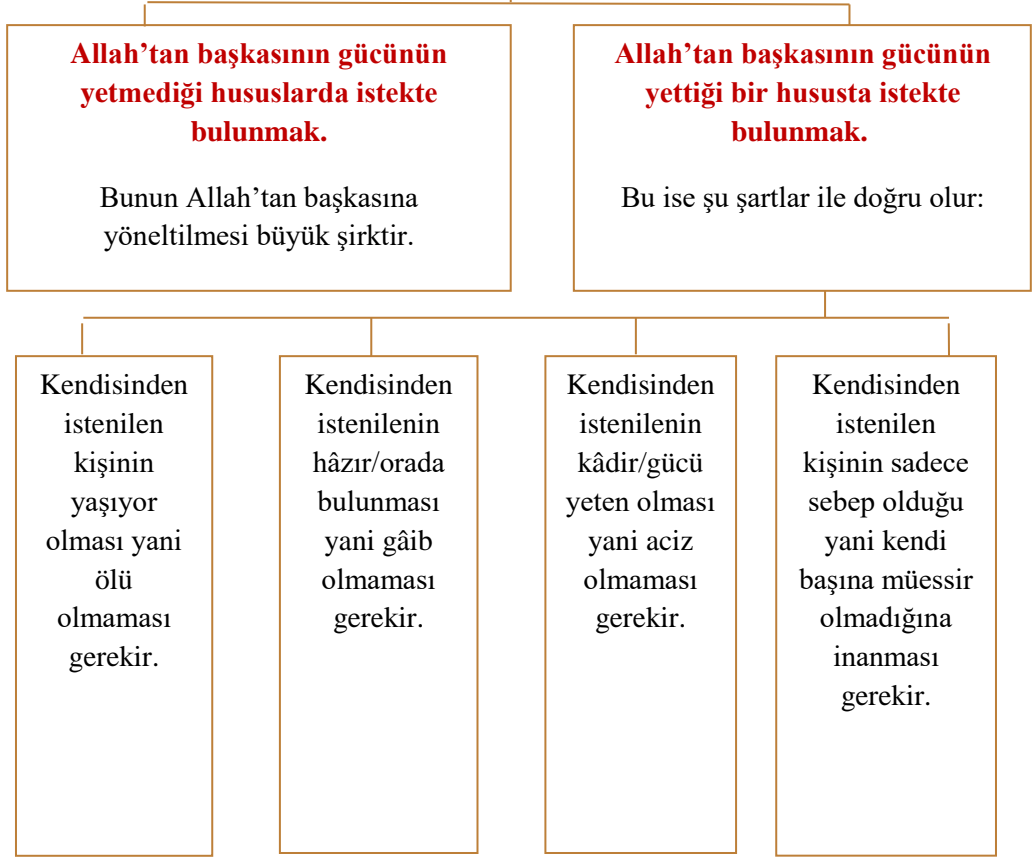 Allah’tan başkasının gücünün
yetmediği hususlarda istekte
bulunmak.
Bunun Allah’tan başkasına
yöneltilmesi büyük şirktir.
Allah’tan başkasının gücünün
yettiği bir hususta istekte
bulunmak.
Bu ise şu şartlar ile doğru olur:
Kendisinden
istenilen
kişinin
yaşıyor
olması yani
ölü
olmaması
gerekir.
Kendisinden
istenilenin
hâzır/orada
bulunması
yani gâib
olmaması
gerekir.
Kendisinden
istenilenin
kâdir/gücü
yeten olması
yani aciz
olmaması
gerekir.
Kendisinden
istenilen
kişinin sadece
sebep olduğu
yani kendi
başına müessir
olmadığına
inanması
gerekir.